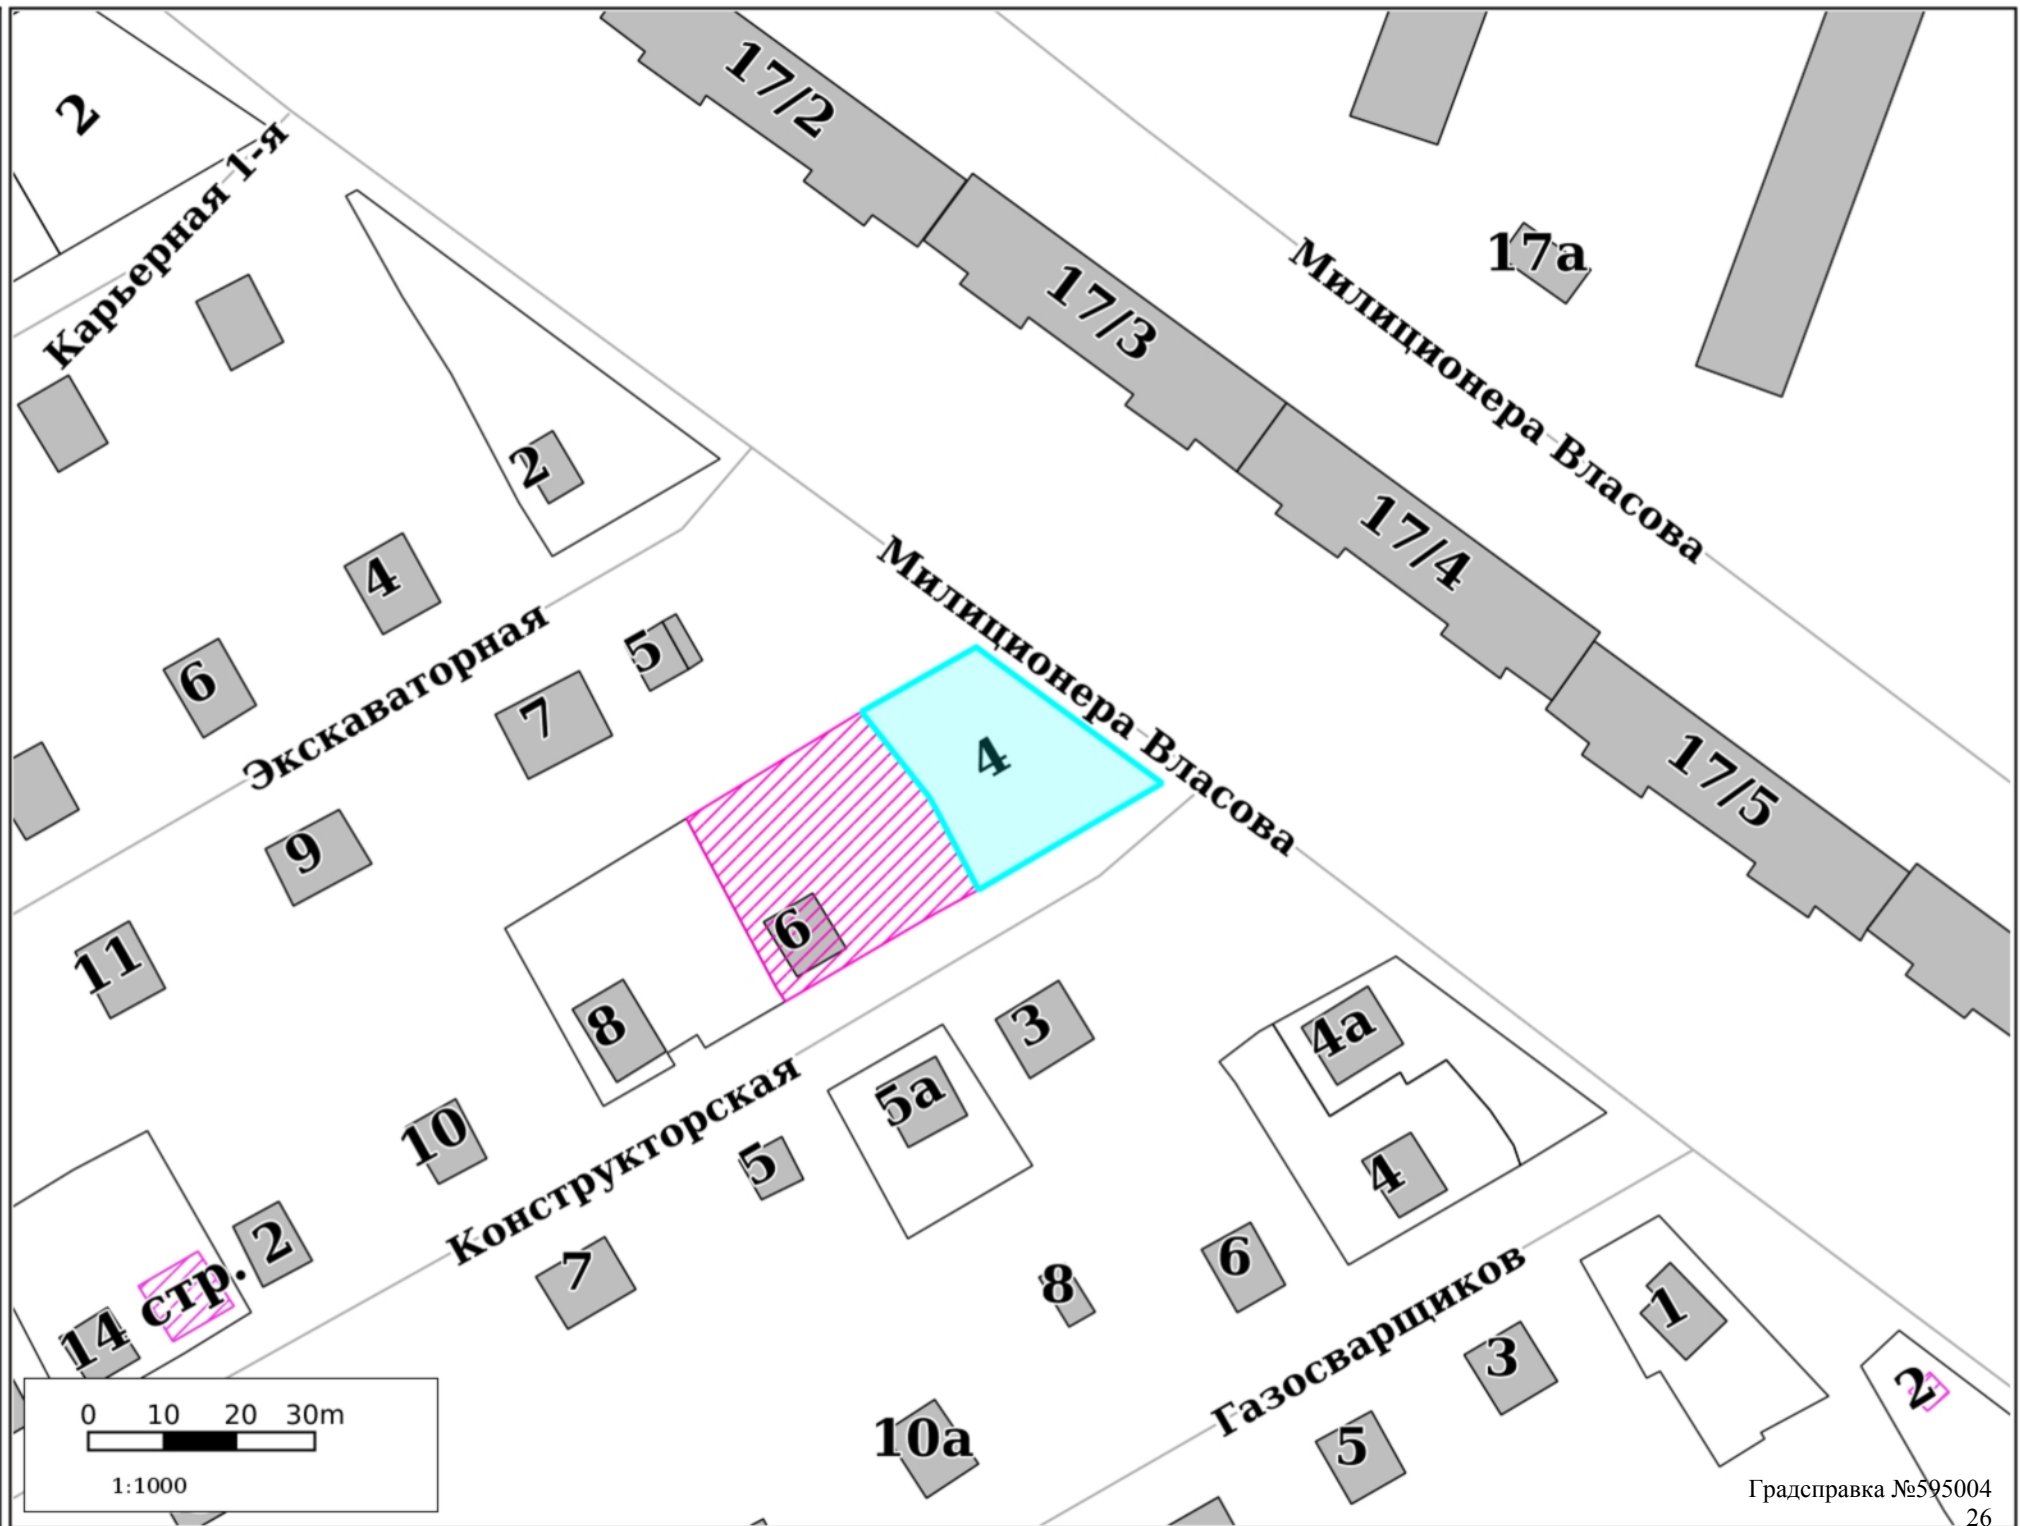 17/2
2
Карьерная 1-я
17а
Милиционера Власова
17/3
2
4
17/4
Милиционера Власова
5
6
Экскаваторная
7
4
17/5
9
6
11
8
3
4а
5а
10
5
4
Конструкторская
2
6
7
8
14 стр.
1
Газосварщиков
3
2
0 10 20 30m
10а
5
1:1000
Градсправка №595004
26